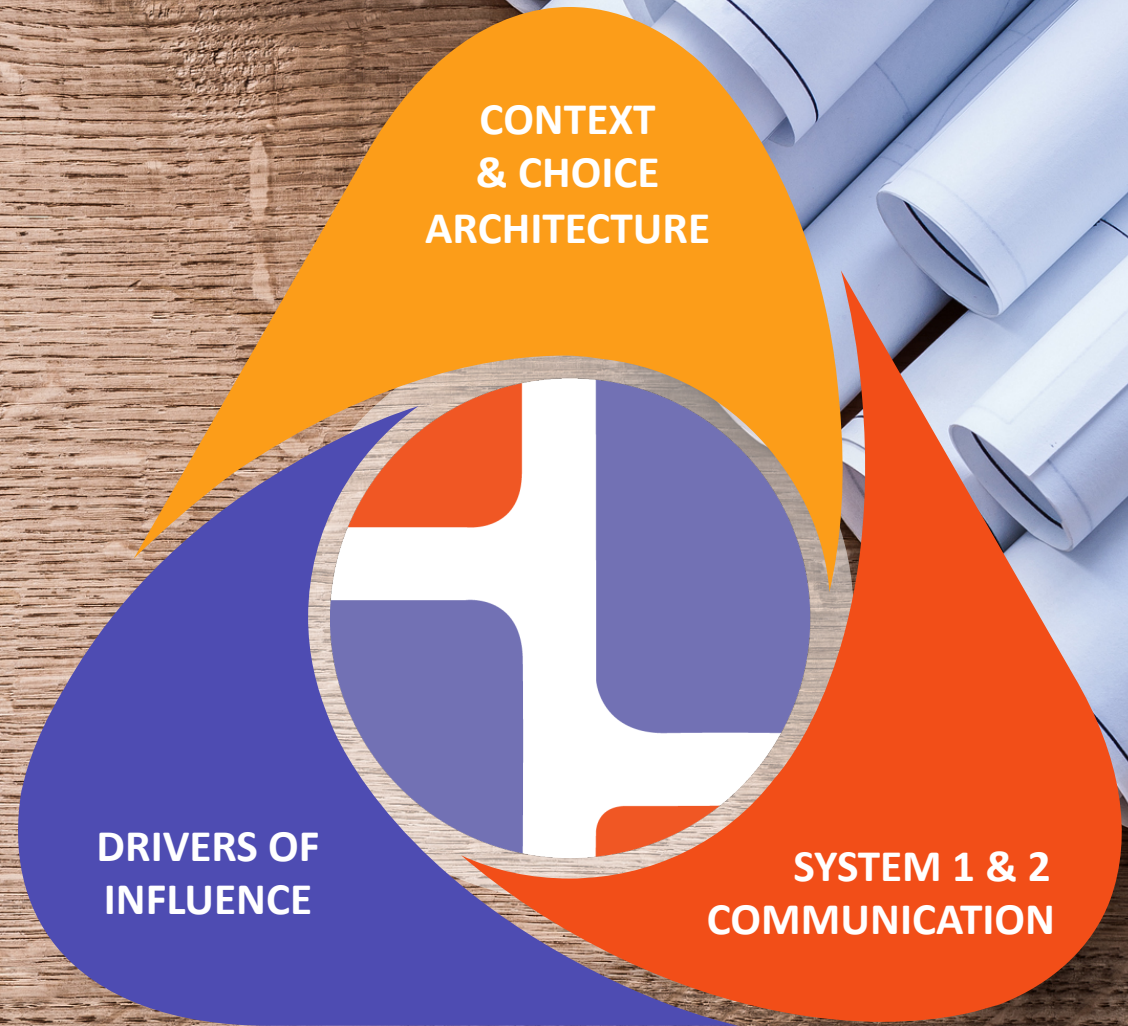 CONTEXT
& CHOICE
ARCHITECTURE
DRIVERS OF
INFLUENCE
SYSTEM 1 & 2
COMMUNICATION